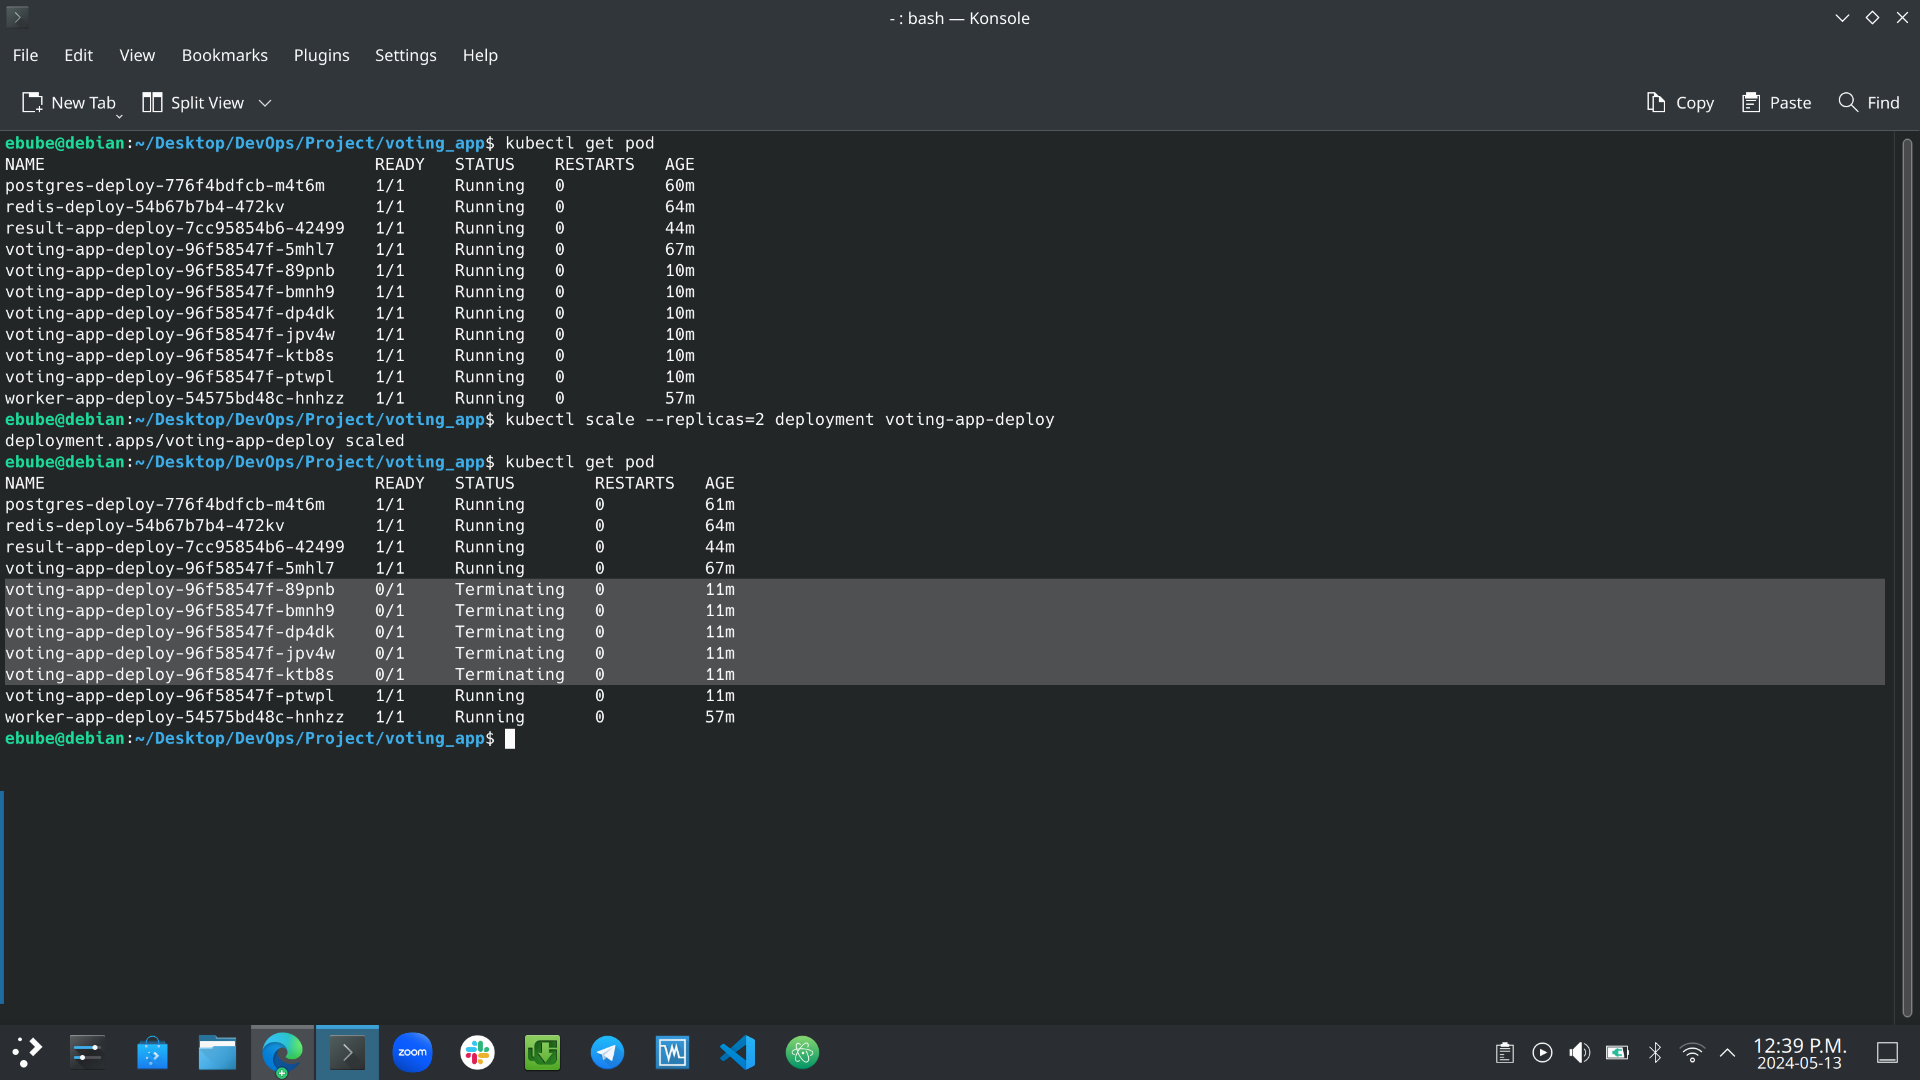 - : bash — Konsole
File Edit View Bookmarks Plugins Settings Help
New Tab Split View Copy Paste Find
ebube@debian:~/Desktop/DevOps/Project/voting_app$ kubectl get pod
NAME READY STATUS RESTARTS AGE
postgres-deploy-776f4bdfcb-m4t6m 1/1 Running 0 60m
redis-deploy-54b67b7b4-472kv 1/1 Running 0 64m
result-app-deploy-7cc95854b6-42499 1/1 Running 0 44m
voting-app-deploy-96f58547f-5mhl7 1/1 Running 0 67m
voting-app-deploy-96f58547f-89pnb 1/1 Running 0 10m
voting-app-deploy-96f58547f-bmnh9 1/1 Running 0 10m
voting-app-deploy-96f58547f-dp4dk 1/1 Running 0 10m
voting-app-deploy-96f58547f-jpv4w 1/1 Running 0 10m
voting-app-deploy-96f58547f-ktb8s 1/1 Running 0 10m
voting-app-deploy-96f58547f-ptwpl 1/1 Running 0 10m
worker-app-deploy-54575bd48c-hnhzz 1/1 Running 0 57m
ebube@debian:~/Desktop/DevOps/Project/voting_app$ kubectl scale --replicas=2 deployment voting-app-deploy
deployment.apps/voting-app-deploy scaled
ebube@debian:~/Desktop/DevOps/Project/voting_app$ kubectl get pod
NAME READY STATUS RESTARTS AGE
postgres-deploy-776f4bdfcb-m4t6m 1/1 Running 0 61m
redis-deploy-54b67b7b4-472kv 1/1 Running 0 64m
result-app-deploy-7cc95854b6-42499 1/1 Running 0 44m
voting-app-deploy-96f58547f-5mhl7 1/1 Running 0 67m
voting-app-deploy-96f58547f-89pnb 0/1 Terminating 0 11m
voting-app-deploy-96f58547f-bmnh9 0/1 Terminating 0 11m
voting-app-deploy-96f58547f-dp4dk 0/1 Terminating 0 11m
voting-app-deploy-96f58547f-jpv4w 0/1 Terminating 0 11m
voting-app-deploy-96f58547f-ktb8s 0/1 Terminating 0 11m
voting-app-deploy-96f58547f-ptwpl 1/1 Running 0 11m
worker-app-deploy-54575bd48c-hnhzz 1/1 Running 0 57m
ebube@debian:~/Desktop/DevOps/Project/voting_app$
zoom
12:39 P.M.
2024-05-13